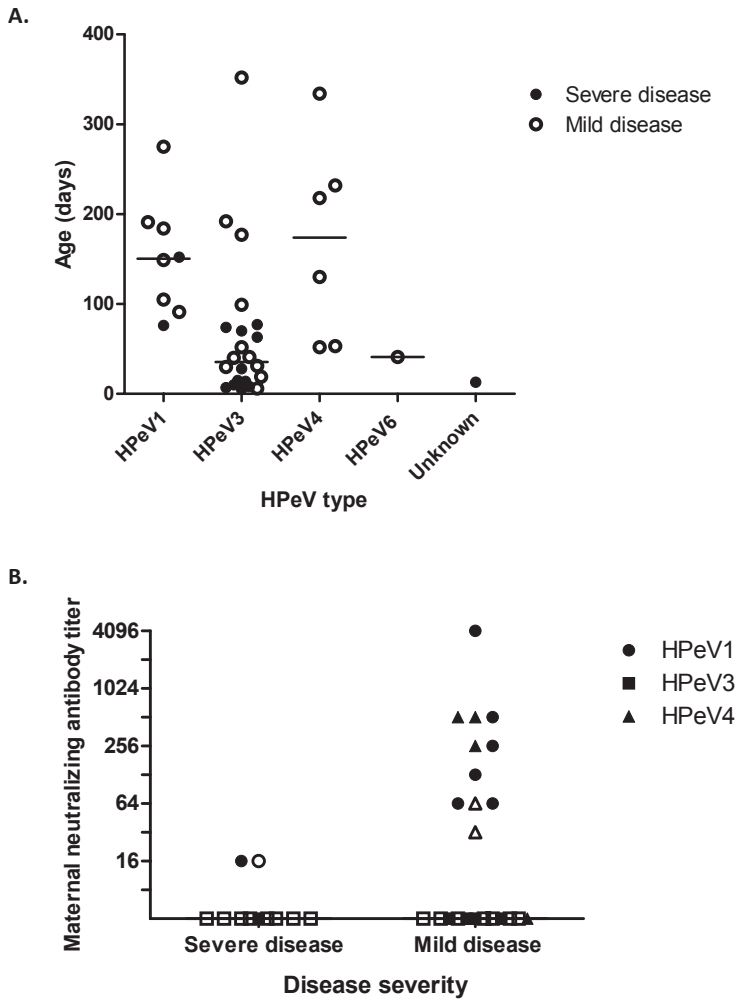 A.
400
300
200
100
0
Age (days)
HPeV1
HPeV3
HPeV4
HPeV6
Unknown
HPeV type
Severe disease
Mild disease
B.
4096
1024
256
64
16
Maternal neutralizing antibody titer
Severe disease
Mild disease
Disease severity
HPeV1
HPeV3
HPeV4